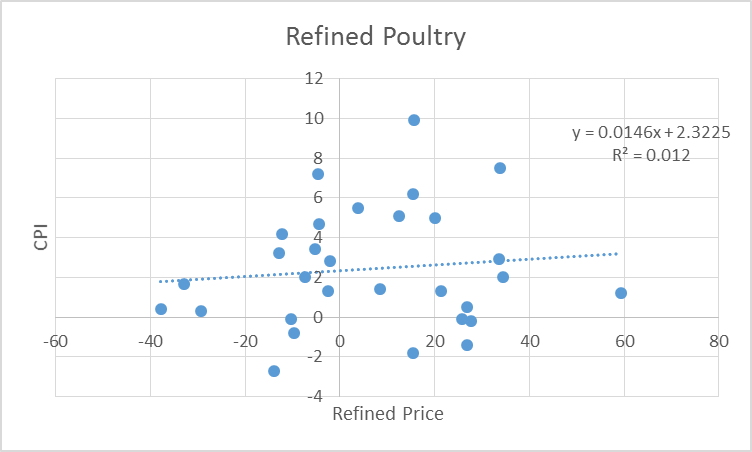 Refined Poultry
12
10
y = 0.0146x + 2.3225
R² = 0.012
8
6
4
CPI
2
0
-60 -40 -20 0 20 40 60 80
-2
-4
Refined Price